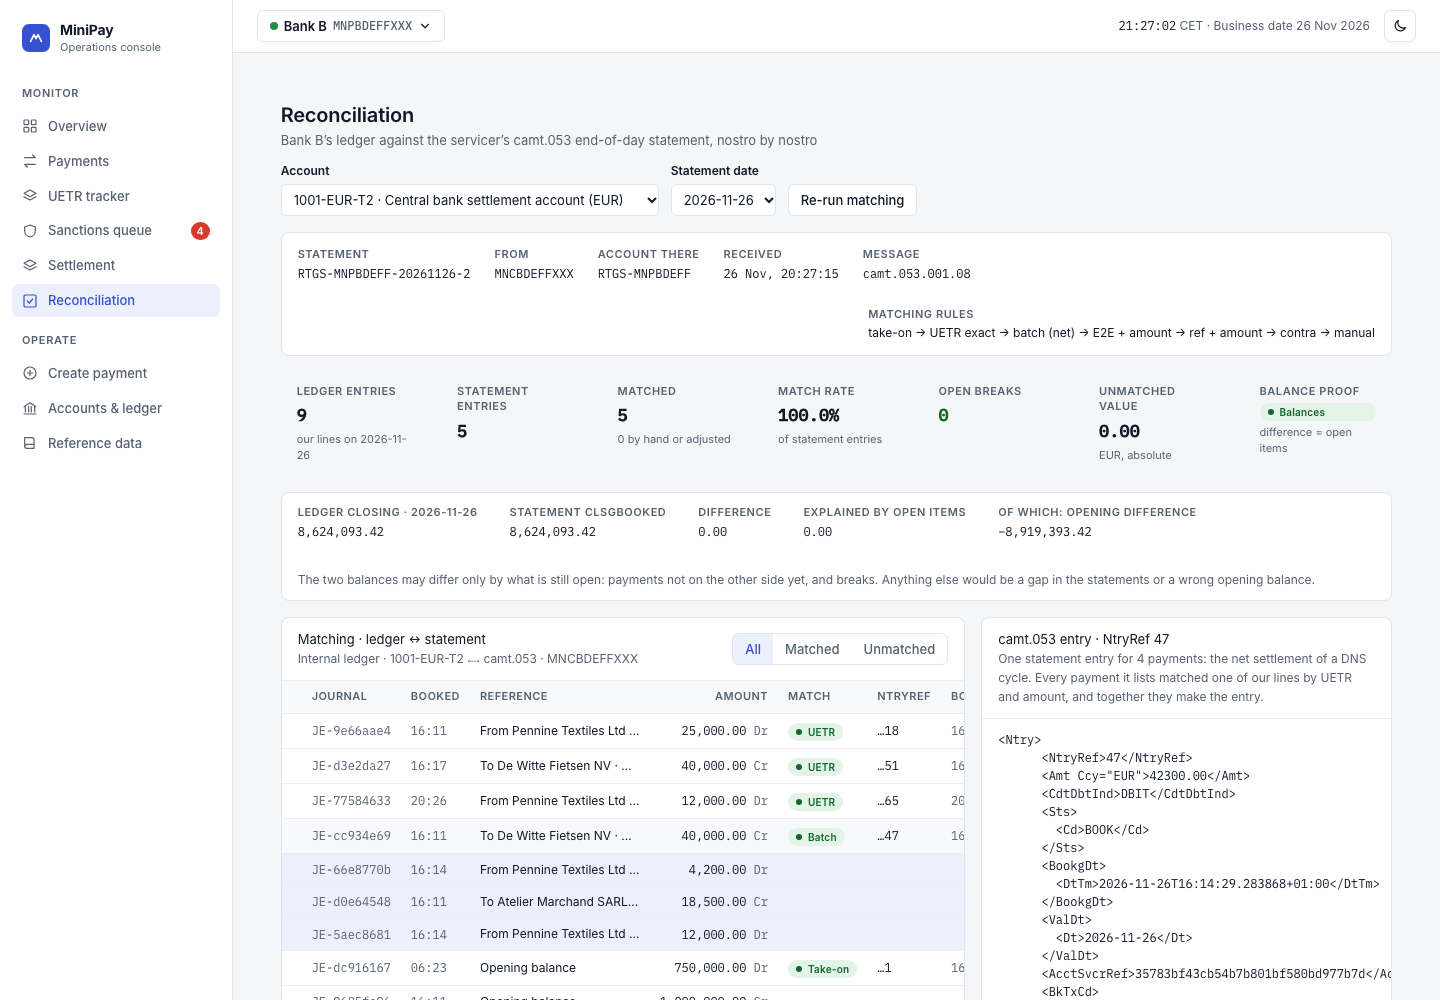 MiniPay
Operations console
MONITOR
Overview
Payments
UETR tracker
Sanctions queue 4
Settlement
Reconciliation
OPERATE
Create payment
Accounts & ledger
Reference data
Bank B MNPBDEFFXXX
21:27:02 CET · Business date 26 Nov 2026
Reconciliation
Bank B’s ledger against the servicer’s camt.053 end-of-day statement, nostro by nostro
Account Statement date
1001-EUR-T2 · Central bank settlement account (EUR) 2026-11-26 Re-run matching
STATEMENT FROM ACCOUNT THERE RECEIVED MESSAGE
RTGS-MNPBDEFF-20261126-2 MNCBDEFFXXX RTGS-MNPBDEFF 26 Nov, 20:27:15 camt.053.001.08
MATCHING RULES
take-on → UETR exact → batch (net) → E2E + amount → ref + amount → contra → manual
LEDGER ENTRIES
9
our lines on 2026-11-
26
STATEMENT
ENTRIES
5
MATCHED
5
0 by hand or adjusted
MATCH RATE
100.0%
of statement entries
OPEN BREAKS
0
UNMATCHED
VALUE
0.00
EUR, absolute
BALANCE PROOF
Balances
difference = open
items
LEDGER CLOSING · 2026-11-26 STATEMENT CLSGBOOKED DIFFERENCE EXPLAINED BY OPEN ITEMS OF WHICH: OPENING DIFFERENCE
8,624,093.42 8,624,093.42 0.00 0.00 −8,919,393.42
The two balances may differ only by what is still open: payments not on the other side yet, and breaks. Anything else would be a gap in the statements or a wrong opening balance.
Matching · ledger ↔ statement
Internal ledger · 1001-EUR-T2 ⟷ camt.053 · MNCBDEFFXXX
All Matched Unmatched
JOURNAL BOOKED REFERENCE AMOUNT MATCH NTRYREF BO
JE-9e66aae4 16:11 From Pennine Textiles Ltd ... 25,000.00 Dr UETR …18 16
JE-d3e2da27 16:17 To De Witte Fietsen NV · ... 40,000.00 Cr UETR …51 16
JE-77584633 20:26 From Pennine Textiles Ltd ... 12,000.00 Dr UETR …65 20
JE-cc934e69 16:11 To De Witte Fietsen NV · ... 40,000.00 Cr Batch …47 16
JE-66e8770b 16:14 From Pennine Textiles Ltd ... 4,200.00 Dr
JE-d0e64548 16:11 To Atelier Marchand SARL... 18,500.00 Cr
JE-5aec8681 16:14 From Pennine Textiles Ltd ... 12,000.00 Dr
JE-dc916167 06:23 Opening balance 750,000.00 Dr Take-on …1 16
camt.053 entry · NtryRef 47
One statement entry for 4 payments: the net settlement of a DNS
cycle. Every payment it lists matched one of our lines by UETR
and amount, and together they make the entry.
<Ntry>
<NtryRef>47</NtryRef>
<Amt Ccy="EUR">42300.00</Amt>
<CdtDbtInd>DBIT</CdtDbtInd>
<Sts>
<Cd>BOOK</Cd>
</Sts>
<BookgDt>
<DtTm>2026-11-26T16:14:29.283868+01:00</DtTm>
</BookgDt>
<ValDt>
<Dt>2026-11-26</Dt>
</ValDt>
<AcctSvcrRef>35783bf43cb54b7b801bf580bd977b7d</Ac
<BkTxCd>